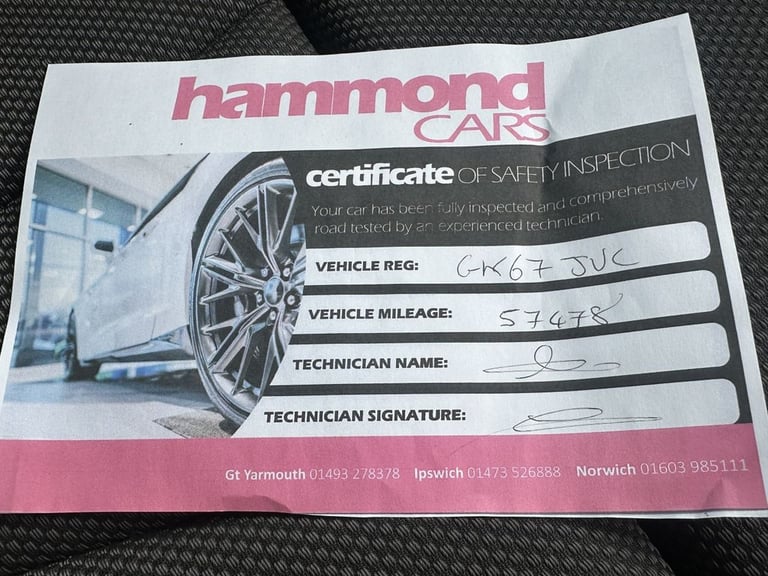 hammond
CARS
certificate OF SAFETY INSPECTION
Your car has been fully inspected and comprehensively
road tested by an experienced technician.
VEHICLE REG: GK67 JVC
VEHICLE MILEAGE: 57478
TECHNICIAN NAME:
TECHNICIAN SIGNATURE:
Gt Yarmouth 01493 278378 Ipswich 01473 526888 Norwich 01603 985111